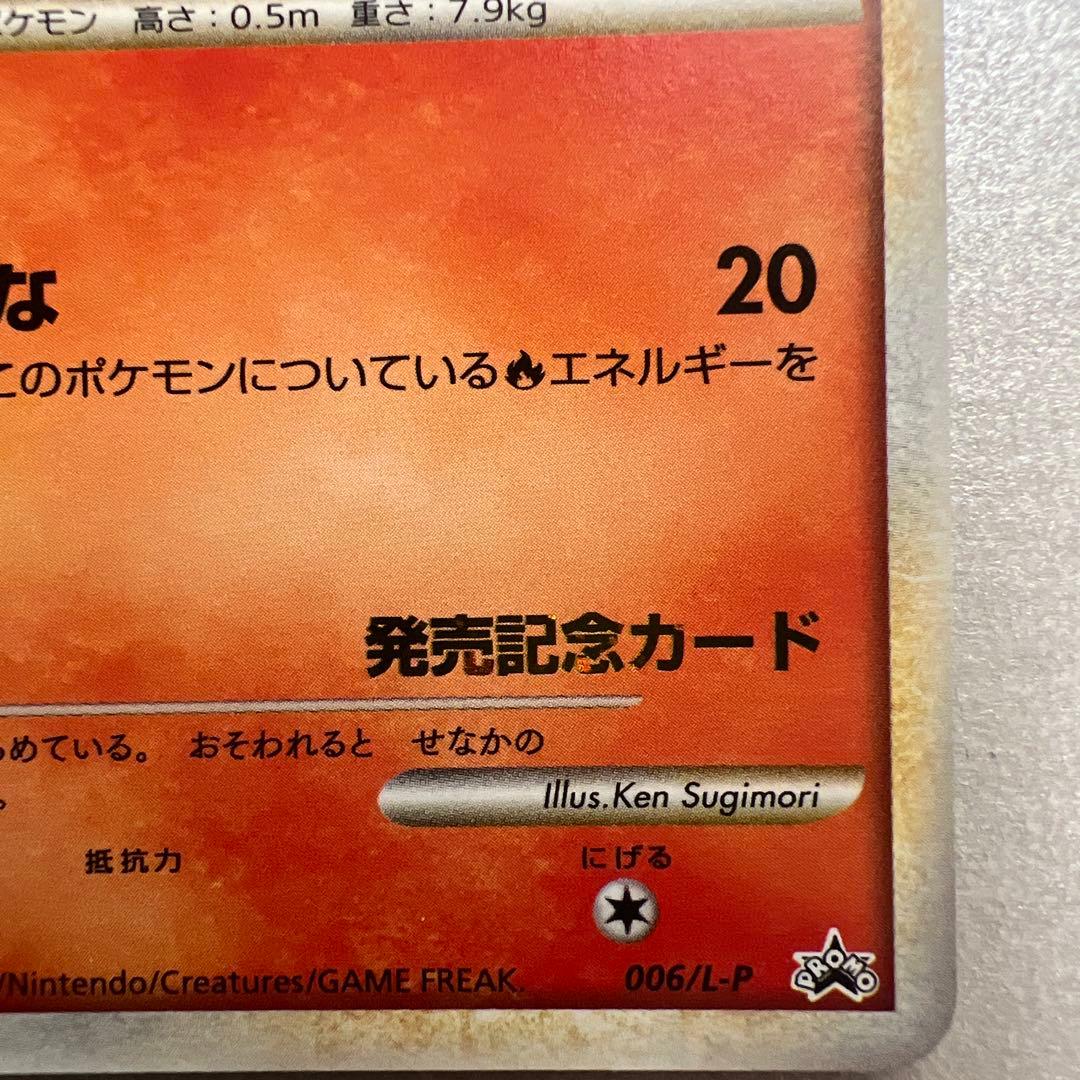 ポケモン 高さ：0.5m 重さ：7.9kg
な 20
このポケモンについている🔥エネルギーを
発売記念カード
めている。 おそわれると せなかの
。
Illus.Ken Sugimori
抵抗力 にげる
/Nintendo/Creatures/GAME FREAK. 006/L-P PROMO